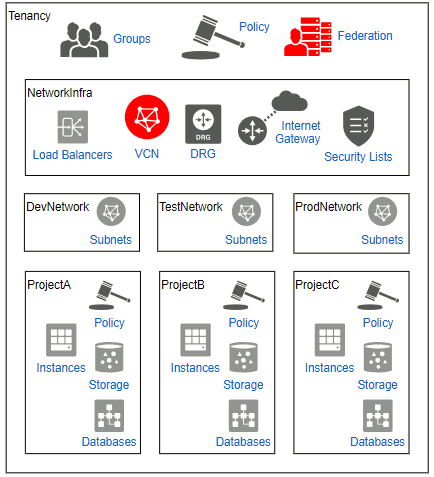 Tenancy
Groups
Policy
Federation
NetworkInfra
Load Balancers
VCN
DRG
DRG
Internet
Gateway
Security Lists
DevNetwork
Subnets
TestNetwork
Subnets
ProdNetwork
Subnets
ProjectA
Policy
Instances
Storage
Databases
ProjectB
Policy
Instances
Storage
Databases
ProjectC
Policy
Instances
Storage
Databases